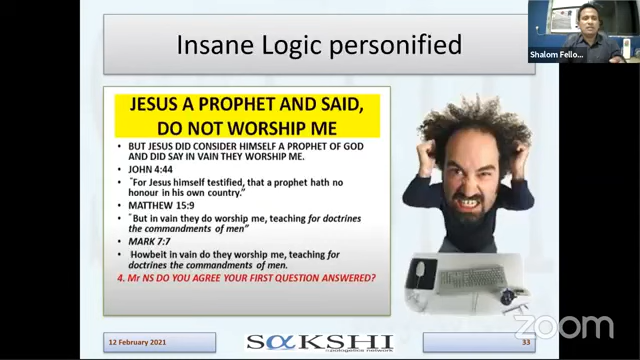 Insane Logic personified
Shalom Fello...
JESUS A PROPHET AND SAID,
DO NOT WORSHIP ME
• BUT JESUS DID CONSIDER HIMSELF A PROPHET OF GOD
AND DID SAY IN VAIN THEY WORSHIP ME.
• JOHN 4:44
• "For Jesus himself testified, that a prophet hath no
honour in his own country."
• MATTHEW 15:9
• "But in vain they do worship me, teaching for doctrines
the commandments of men"
• MARK 7:7
• Howbeit in vain do they worship me, teaching for
doctrines the commandments of men.
4. Mr NS DO YOU AGREE YOUR FIRST QUESTION ANSWERED?
12 February 2021
SαKSHI
apologetics network
33
zoom